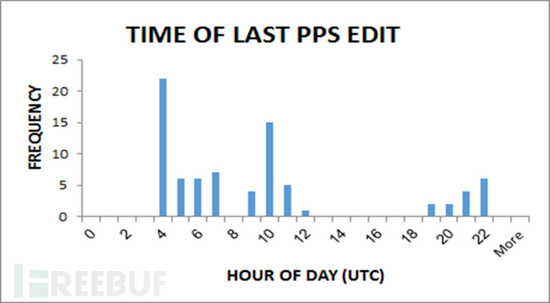 TIME OF LAST PPS EDIT
25
20
15
10
5
0
FREQUENCY
0 2 4 6 8 10 12 14 16 18 20 22 More
HOUR OF DAY (UTC)
FREEBUF